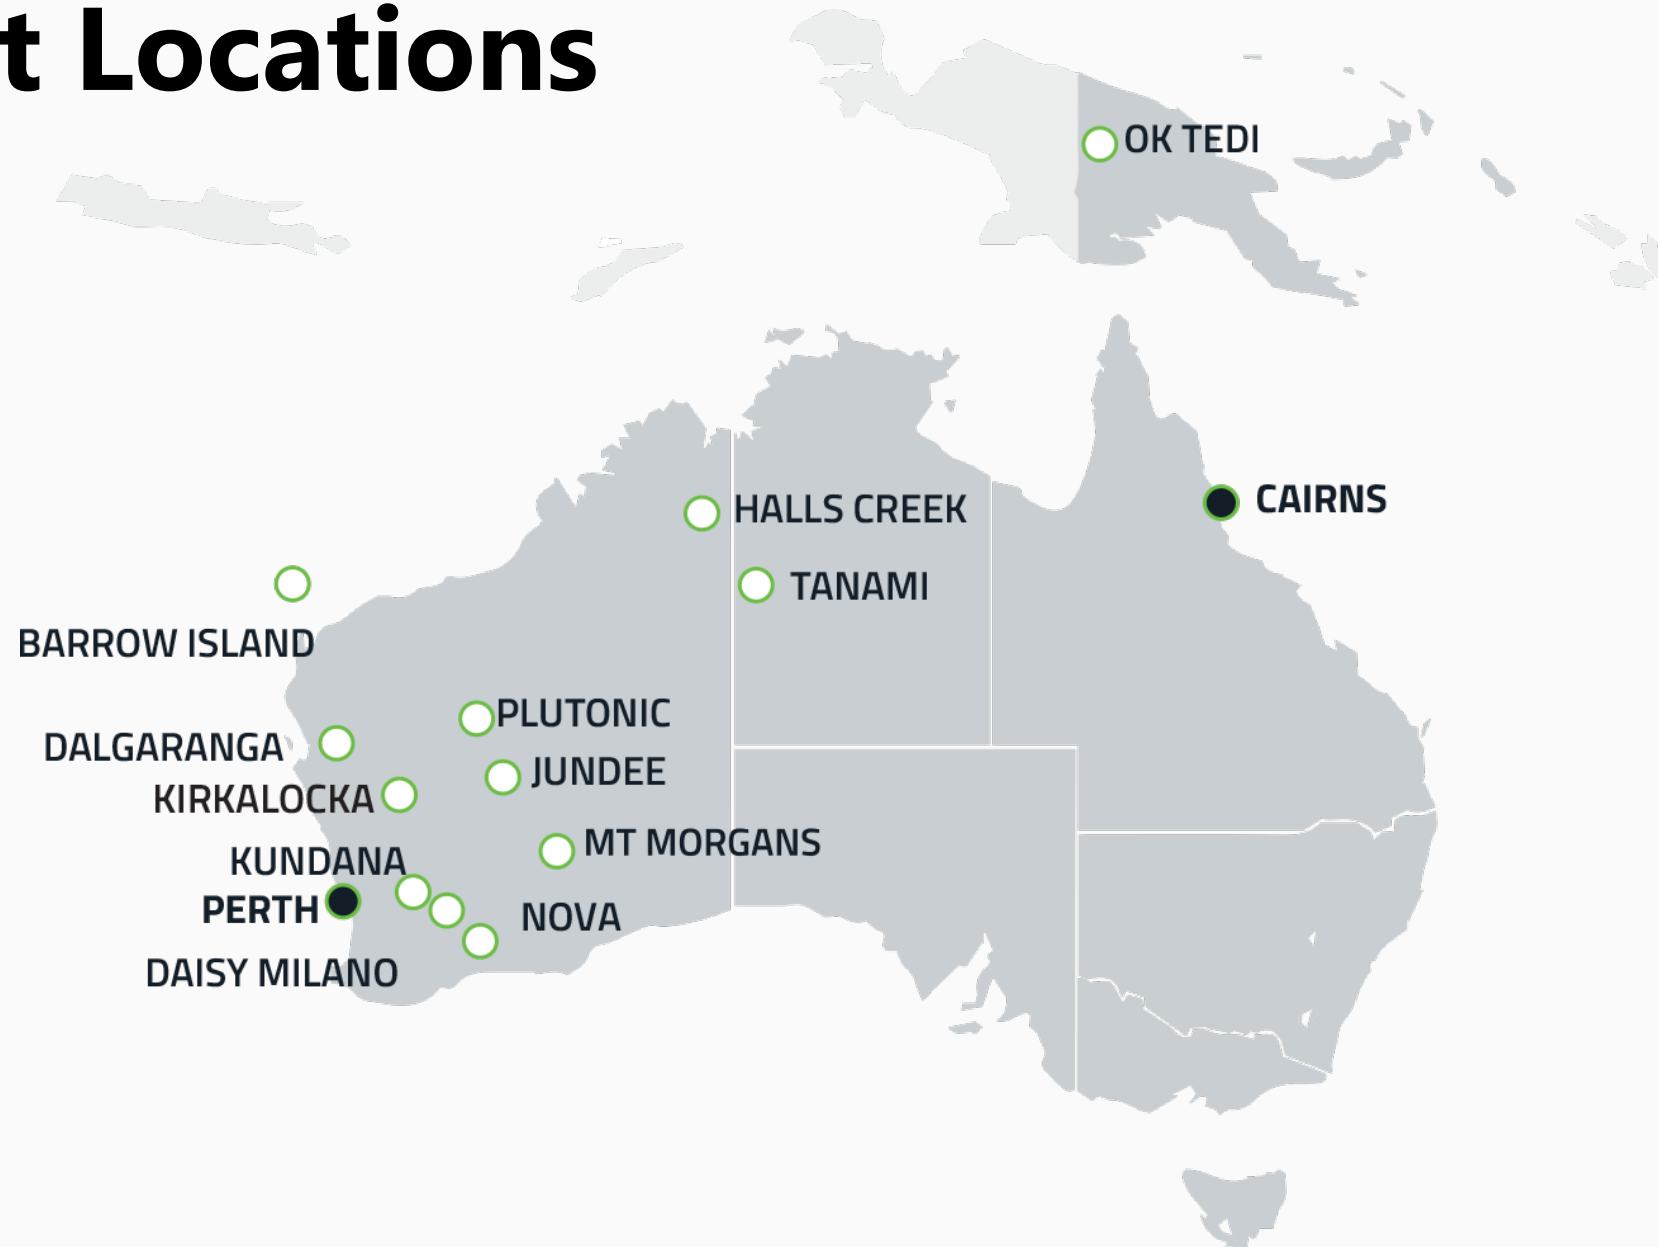 t Locations
OK TEDI
CAIRNS
HALLS CREEK
TANAMI
BARROW ISLAND
PLUTONIC
DALGARANGA
JUNDEE
KIRKALOCKA
MT MORGANS
KUNDANA
PERTH
NOVA
DAISY MILANO